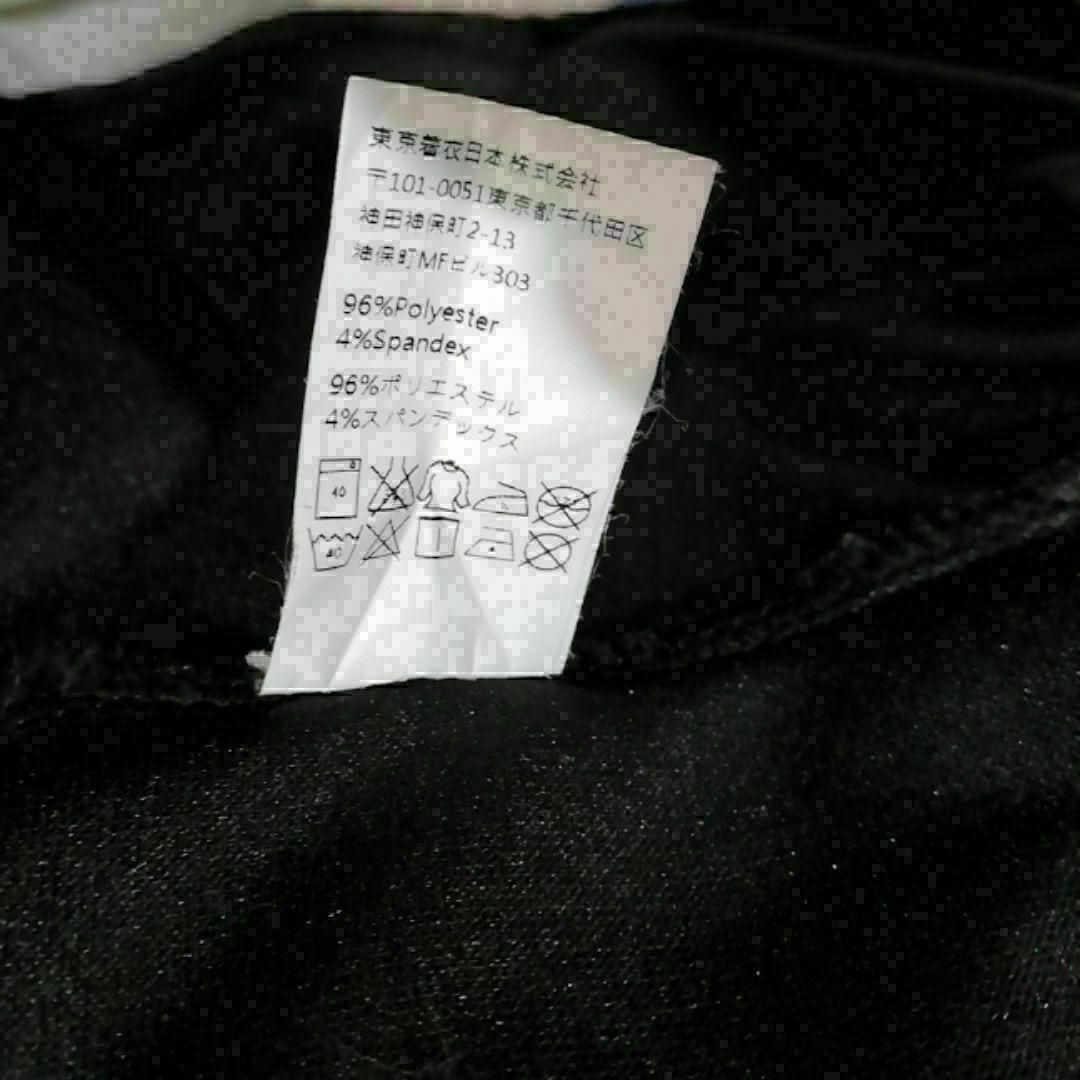 東京着衣日本株式会社
〒101-0051東京都千代田区
神田神保町2-13
神保町MFビル303
96%Polyester
4%Spandex
96%ポリエステル
4%スパンデックス
40
40